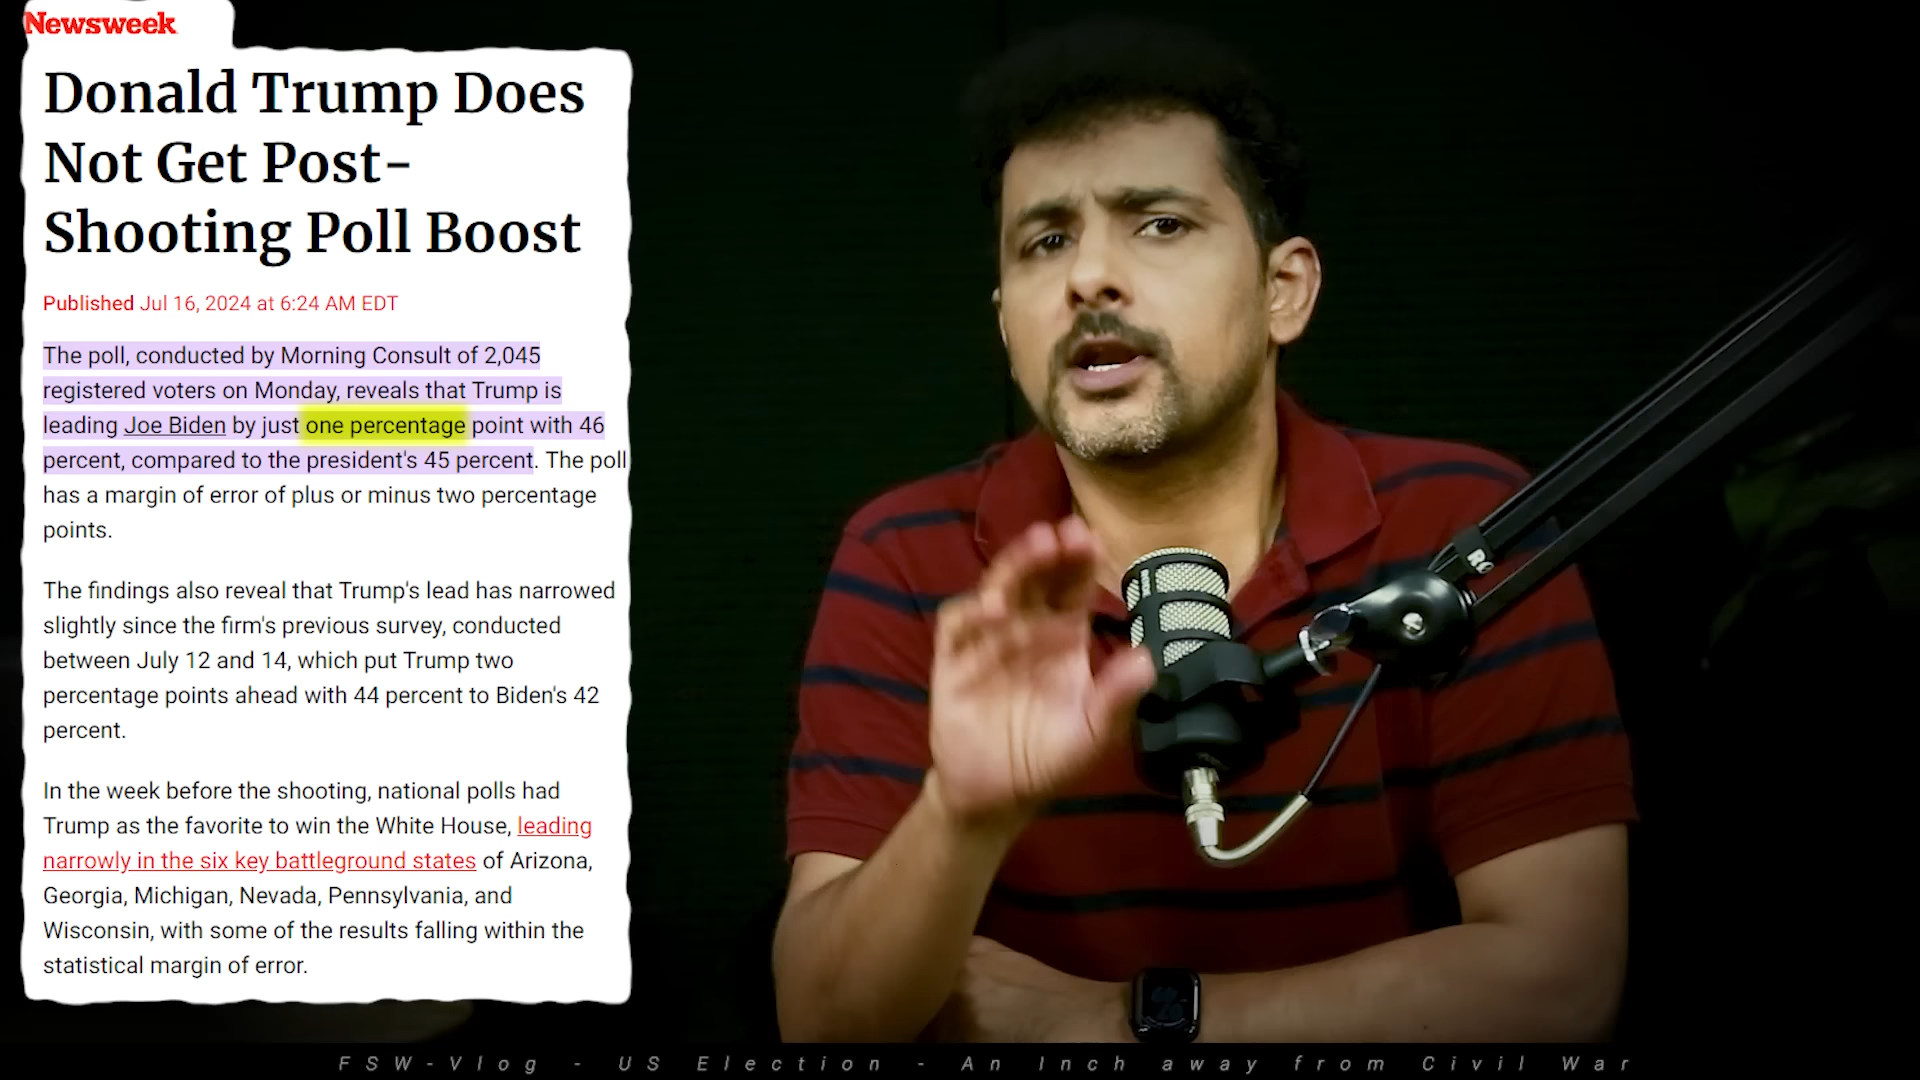 Newsweek
Donald Trump Does
Not Get Post-
Shooting Poll Boost
Published Jul 16, 2024 at 6:24 AM EDT
The poll, conducted by Morning Consult of 2,045
registered voters on Monday, reveals that Trump is
leading Joe Biden by just one percentage point with 46
percent, compared to the president's 45 percent. The poll
has a margin of error of plus or minus two percentage
points.
The findings also reveal that Trump's lead has narrowed
slightly since the firm's previous survey, conducted
between July 12 and 14, which put Trump two
percentage points ahead with 44 percent to Biden's 42
percent.
In the week before the shooting, national polls had
Trump as the favorite to win the White House, leading
narrowly in the six key battleground states of Arizona,
Georgia, Michigan, Nevada, Pennsylvania, and
Wisconsin, with some of the results falling within the
statistical margin of error.
FSW-Vlog - US Election - An Inch away from Civil War